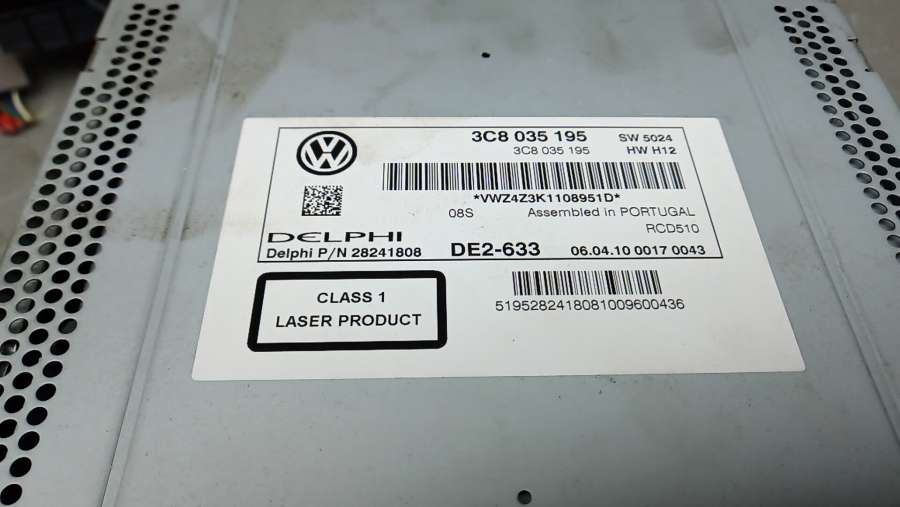 3C8 035 195 SW 5024
3C8 035 195 HW H12
*VWZ4Z3K1108951D*
08S Assembled in PORTUGAL
RCD510
DELPHI
Delphi P/N 28241808 DE2-633 06.04.10 0017 0043
CLASS 1
LASER PRODUCT
5195282418081009600436